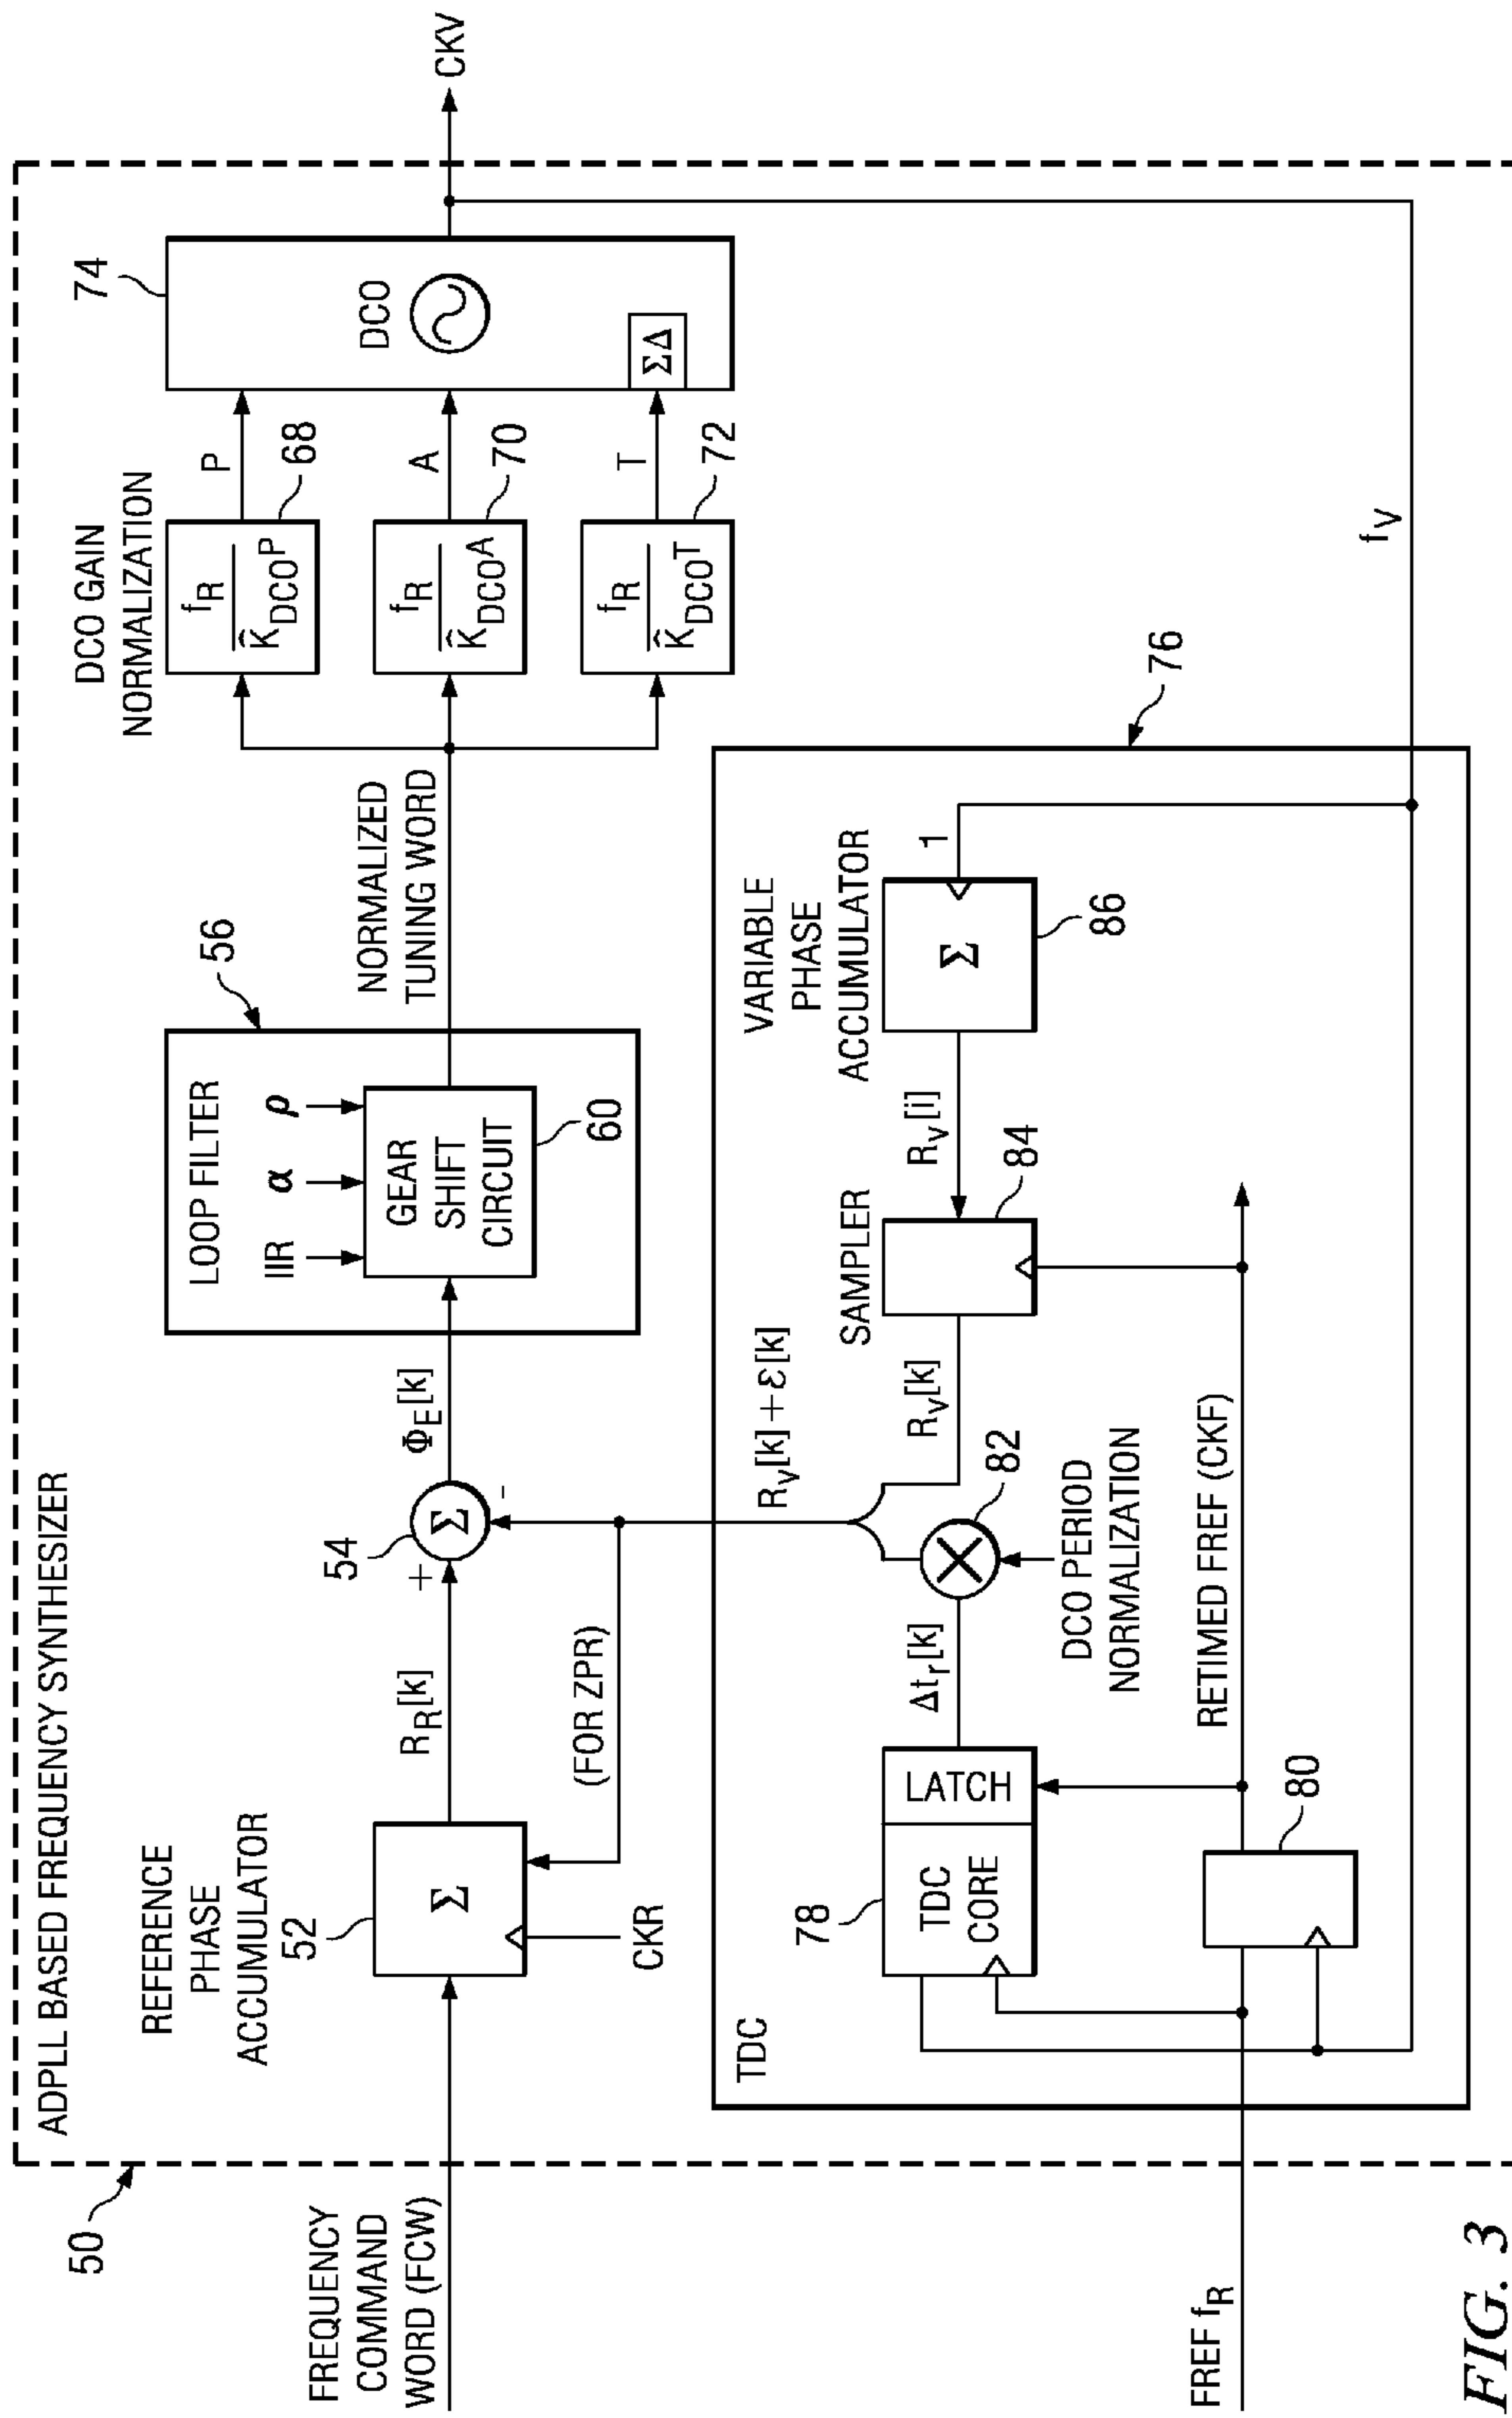 ADPLL BASED FREQUENCY SYNTHESIZER
50
FREQUENCY
COMMAND
WORD (FCW)
REFERENCE
PHASE
ACCUMULATOR
52
Σ
CKR
R_R[k]
(FOR ZPR)
54
+
Σ
-
Φ_E[k]
56
LOOP FILTER
IIR
α
ρ
GEAR
SHIFT
CIRCUIT
60
NORMALIZED
TUNING WORD
DCO GAIN
NORMALIZATION
f_R
K̂_DCO^P
68
P
f_R
K̂_DCO^A
70
A
f_R
K̂_DCO^T
72
T
74
DCO
ΣΔ
CKV
f_V
76
TDC
78
TDC
CORE
LATCH
Δt_r[k]
82
DCO PERIOD
NORMALIZATION
R_V[k]+ε[k]
R_V[k]
SAMPLER
84
R_V[i]
VARIABLE
PHASE
ACCUMULATOR
Σ
86
1
80
RETIMED FREF (CKF)
FREF f_R
FIG. 3